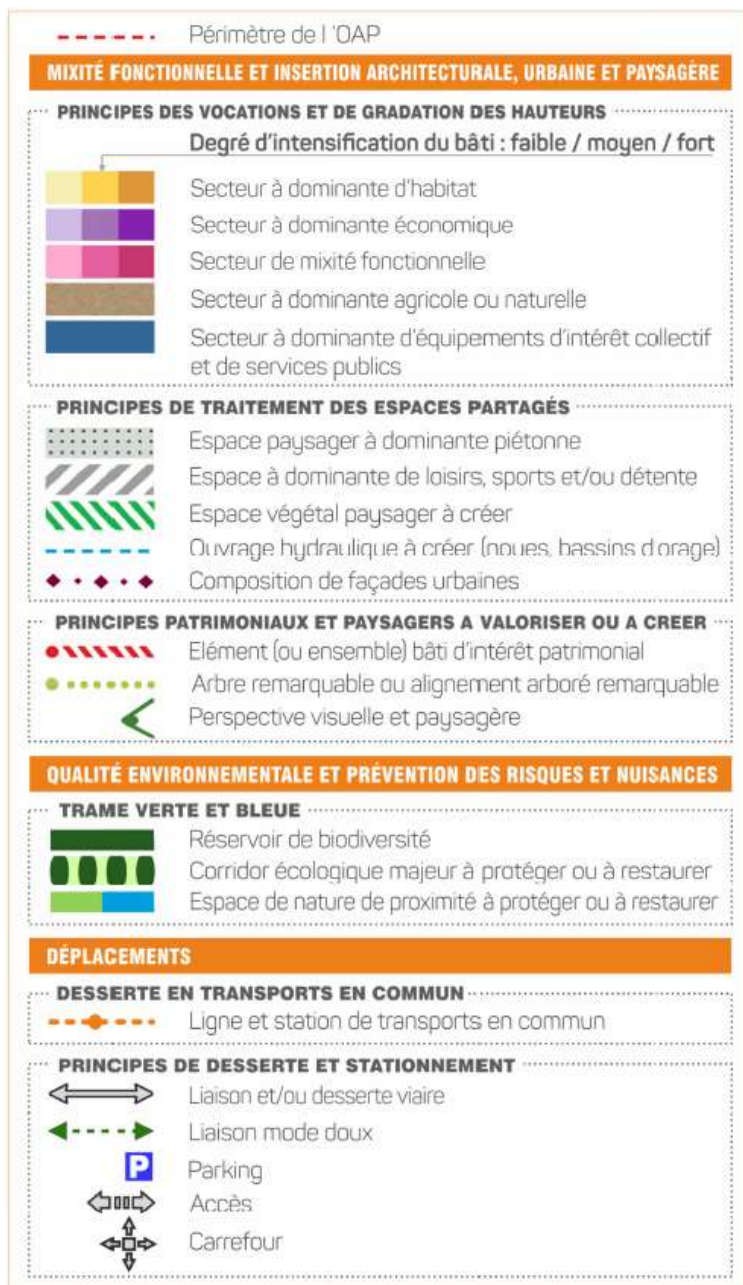 Périmètre de l 'OAP
MIXITÉ FONCTIONNELLE ET INSERTION ARCHITECTURALE, URBAINE ET PAYSAGÈRE
PRINCIPES DES VOCATIONS ET DE GRADATION DES HAUTEURS
Degré d'intensification du bâti : faible / moyen / fort
Secteur à dominante d'habitat
Secteur à dominante économique
Secteur de mixité fonctionnelle
Secteur à dominante agricole ou naturelle
Secteur à dominante d'équipements d'intérêt collectif
et de services publics
PRINCIPES DE TRAITEMENT DES ESPACES PARTAGÉS
Espace paysager à dominante piétonne
Espace à dominante de loisirs, sports et/ou détente
Espace végétal paysager à créer
Ouvrage hydraulique à créer (noues, bassins d'orage)
Composition de façades urbaines
PRINCIPES PATRIMONIAUX ET PAYSAGERS A VALORISER OU A CREER
Elément (ou ensemble) bâti d'intérêt patrimonial
Arbre remarquable ou alignement arboré remarquable
Perspective visuelle et paysagère
QUALITÉ ENVIRONNEMENTALE ET PRÉVENTION DES RISQUES ET NUISANCES
TRAME VERTE ET BLEUE
Réservoir de biodiversité
Corridor écologique majeur à protéger ou à restaurer
Espace de nature de proximité à protéger ou à restaurer
DÉPLACEMENTS
DESSERTE EN TRANSPORTS EN COMMUN
Ligne et station de transports en commun
PRINCIPES DE DESSERTE ET STATIONNEMENT
Liaison et/ou desserte viaire
Liaison mode doux
P Parking
Accès
Carrefour